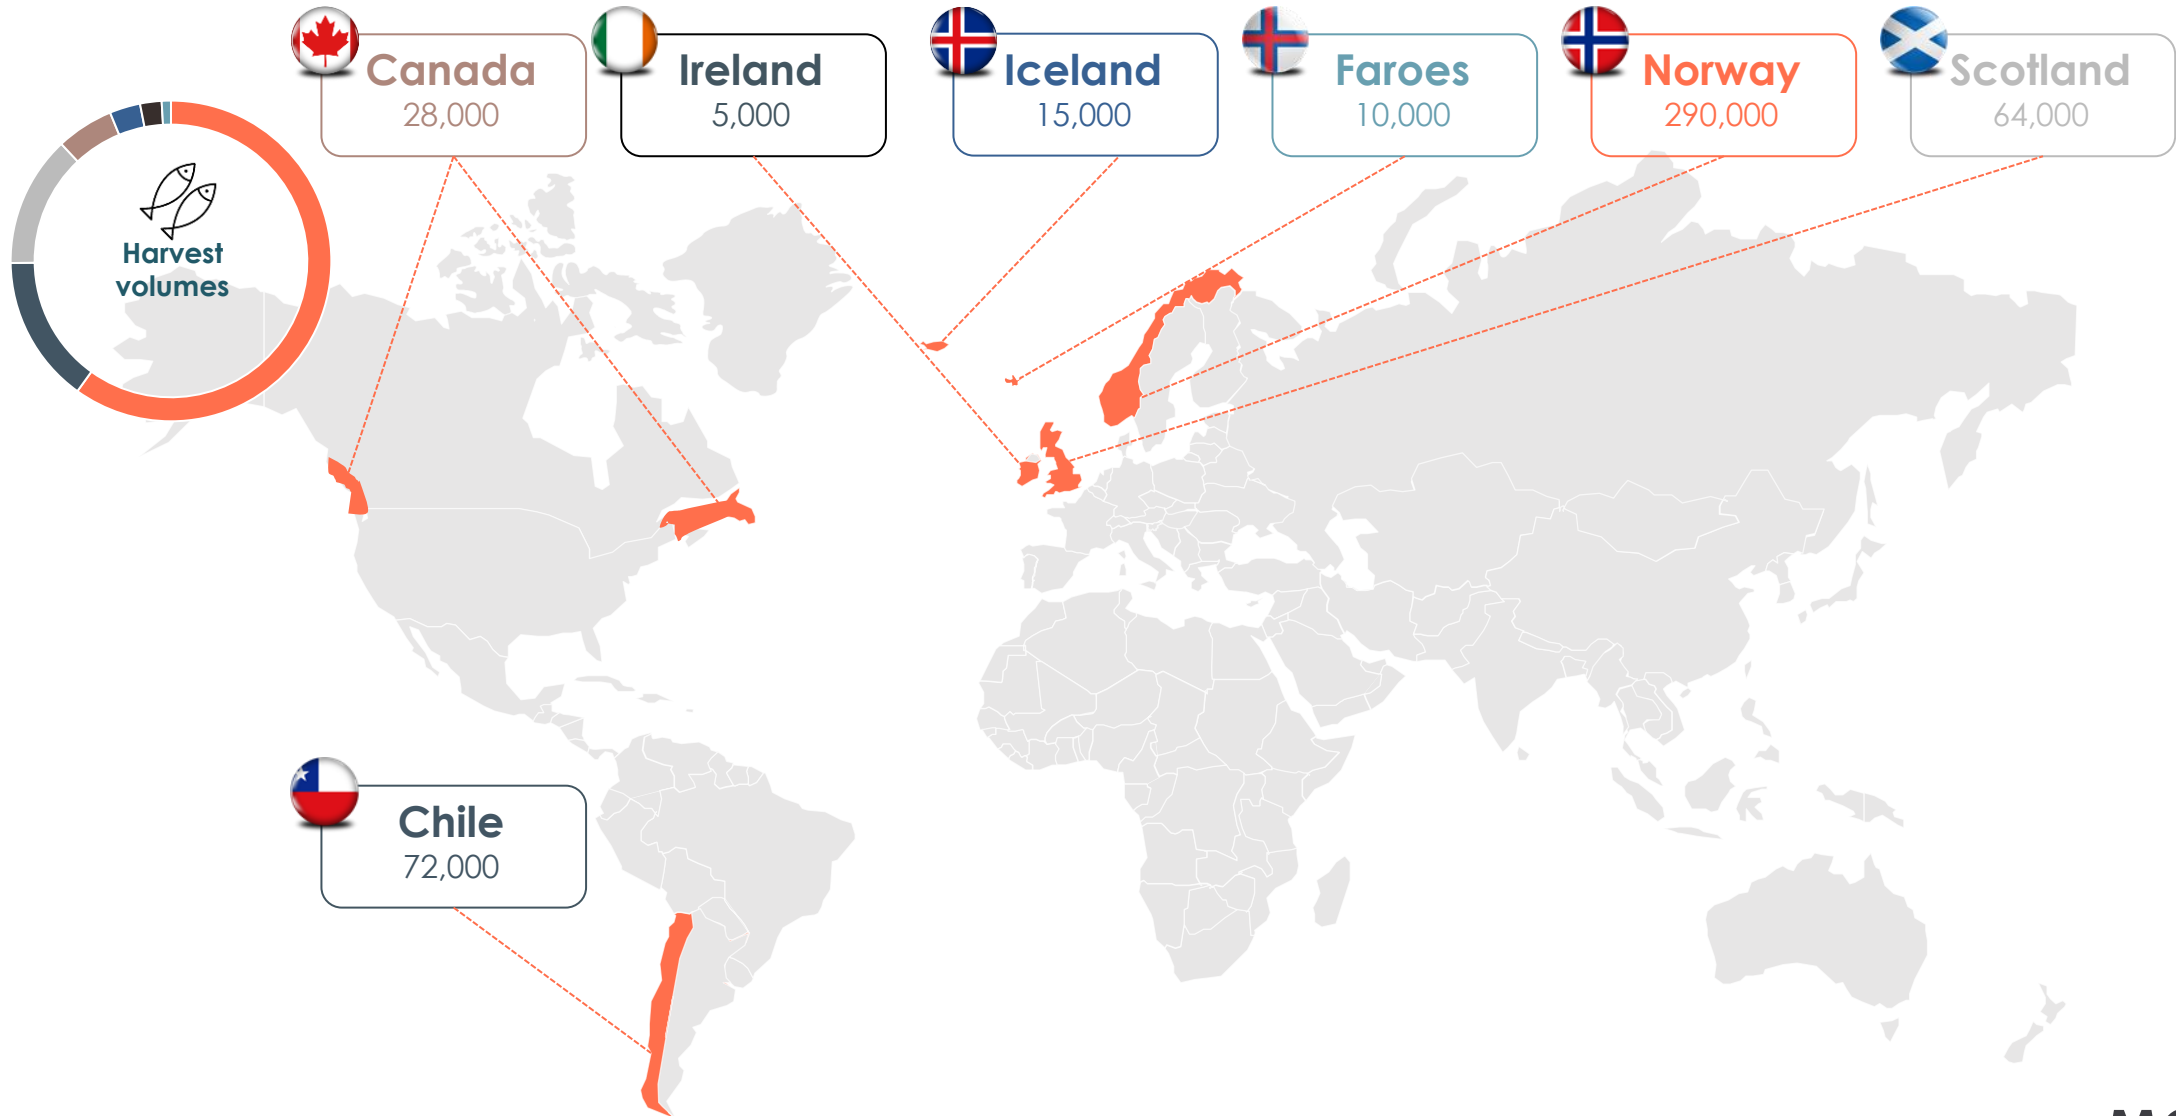 Canada
28,000
Ireland
5,000
Iceland
15,000
Faroes
10,000
Norway
290,000
Scotland
64,000
Harvest
volumes
Chile
72,000